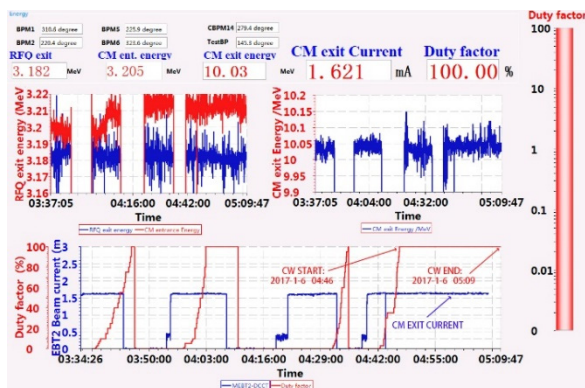 Energy
BPM1 310.6 degree BPM5 225.9 degree CBPM14 279.4 degree
BPM2 220.4 degree BPM6 323.6 degree TestBP 145.3 degree
RFQ exit CM ent. energy CM exit energy CM exit Current Duty factor
3.182 MeV 3.205 MeV 10.03 MeV 1.621 mA 100.00 %
Duty factor
100
10
1
0.1
0.01
0
RFQ exit energy (MeV
3.22
3.21
3.2
3.19
3.18
3.17
3.16
03:37:05 04:16:00 04:42:00 05:09:47
Time
RFQ exit energy CM entrance Energy
CM exit Energy /MeV
10.2
10.15
10.1
10.05
10
9.95
9.9
03:37:05 04:04:00 04:32:00 05:09:47
Time
CM exit Energy /MeV
Duty factor (%)
100
80
60
40
20
0
EBT2 Beam current (m
3
2.5
2
1.5
1
0.5
0
CW START:
2017-1-6 04:46
CW END:
2017-1-6 05:09
CM EXIT CURRENT
03:34:26 03:50:00 04:03:00 04:16:00 04:29:00 04:42:00 04:55:00 05:09:47
Time
MEBT2-DCCT Duty factor